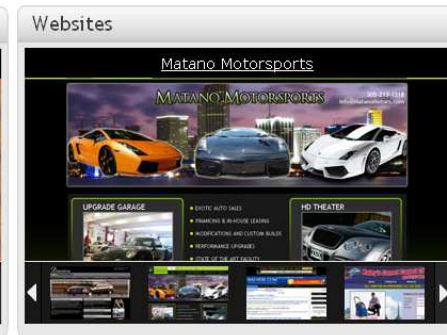 Websites
Matano Motorsports
MATANO MOTORSPORTS
UPGRADE GARAGE
• EXOTIC AUTO SALES
• FINANCING & IN-HOUSE LEASING
• MODIFICATIONS AND CUSTOM BUILDS
• PERFORMANCE UPGRADES
• STATE OF THE ART FACILITY
HD THEATER